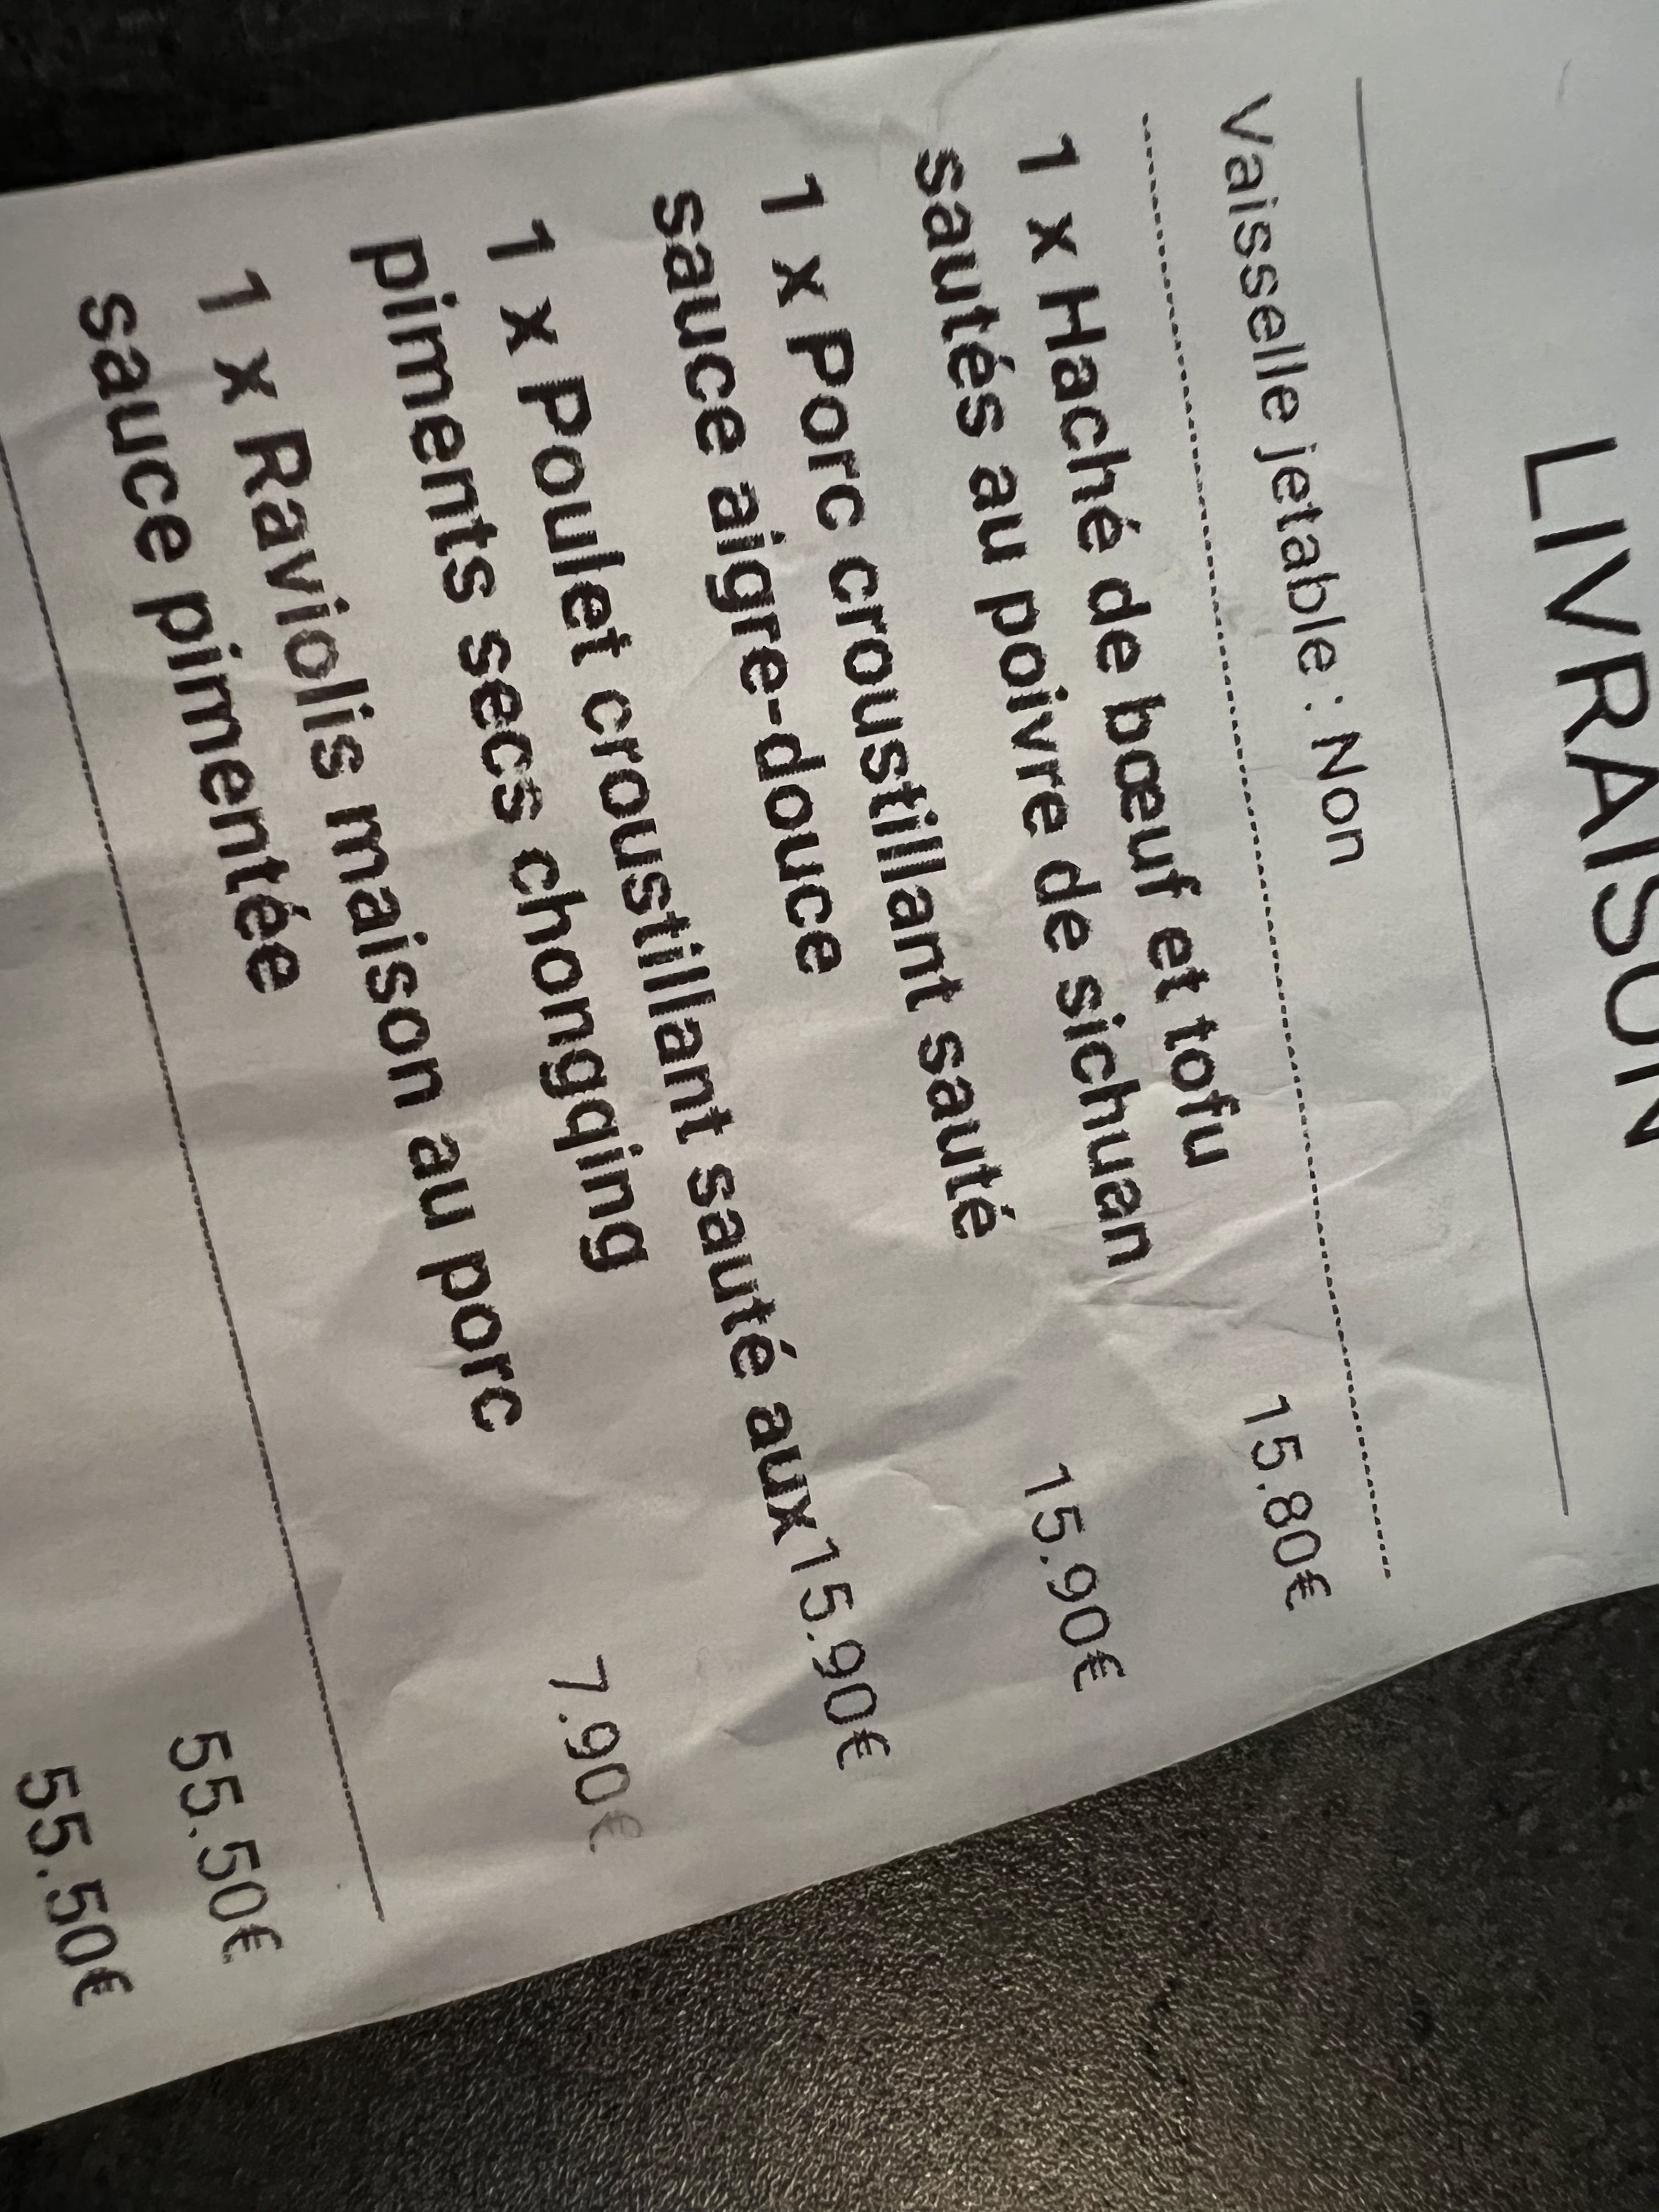 LIVRAISON
Vaisselle jetable : Non
1 x Haché de bœuf et tofu 15.80€
sautés au poivre de sichuan
1 x Porc croustillant sauté 15.90€
sauce aigre-douce
1 x Poulet croustillant sauté aux 15.90€
piments secs chongqing
1 x Raviolis maison au porc 7.90€
sauce pimentée
55.50€
55.50€